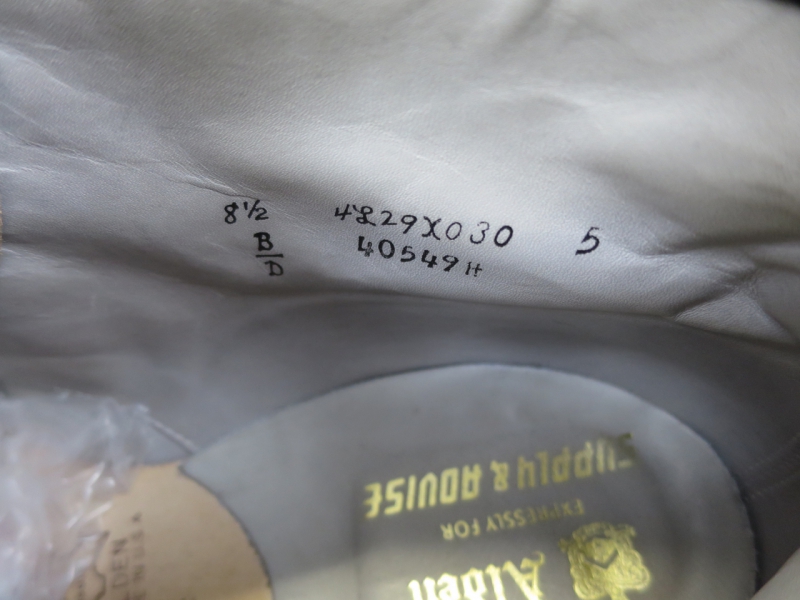 8½ 4829X030 5
B 40549H
D
Alden
EXPRESSLY FOR
SUPPLY & ADVISE